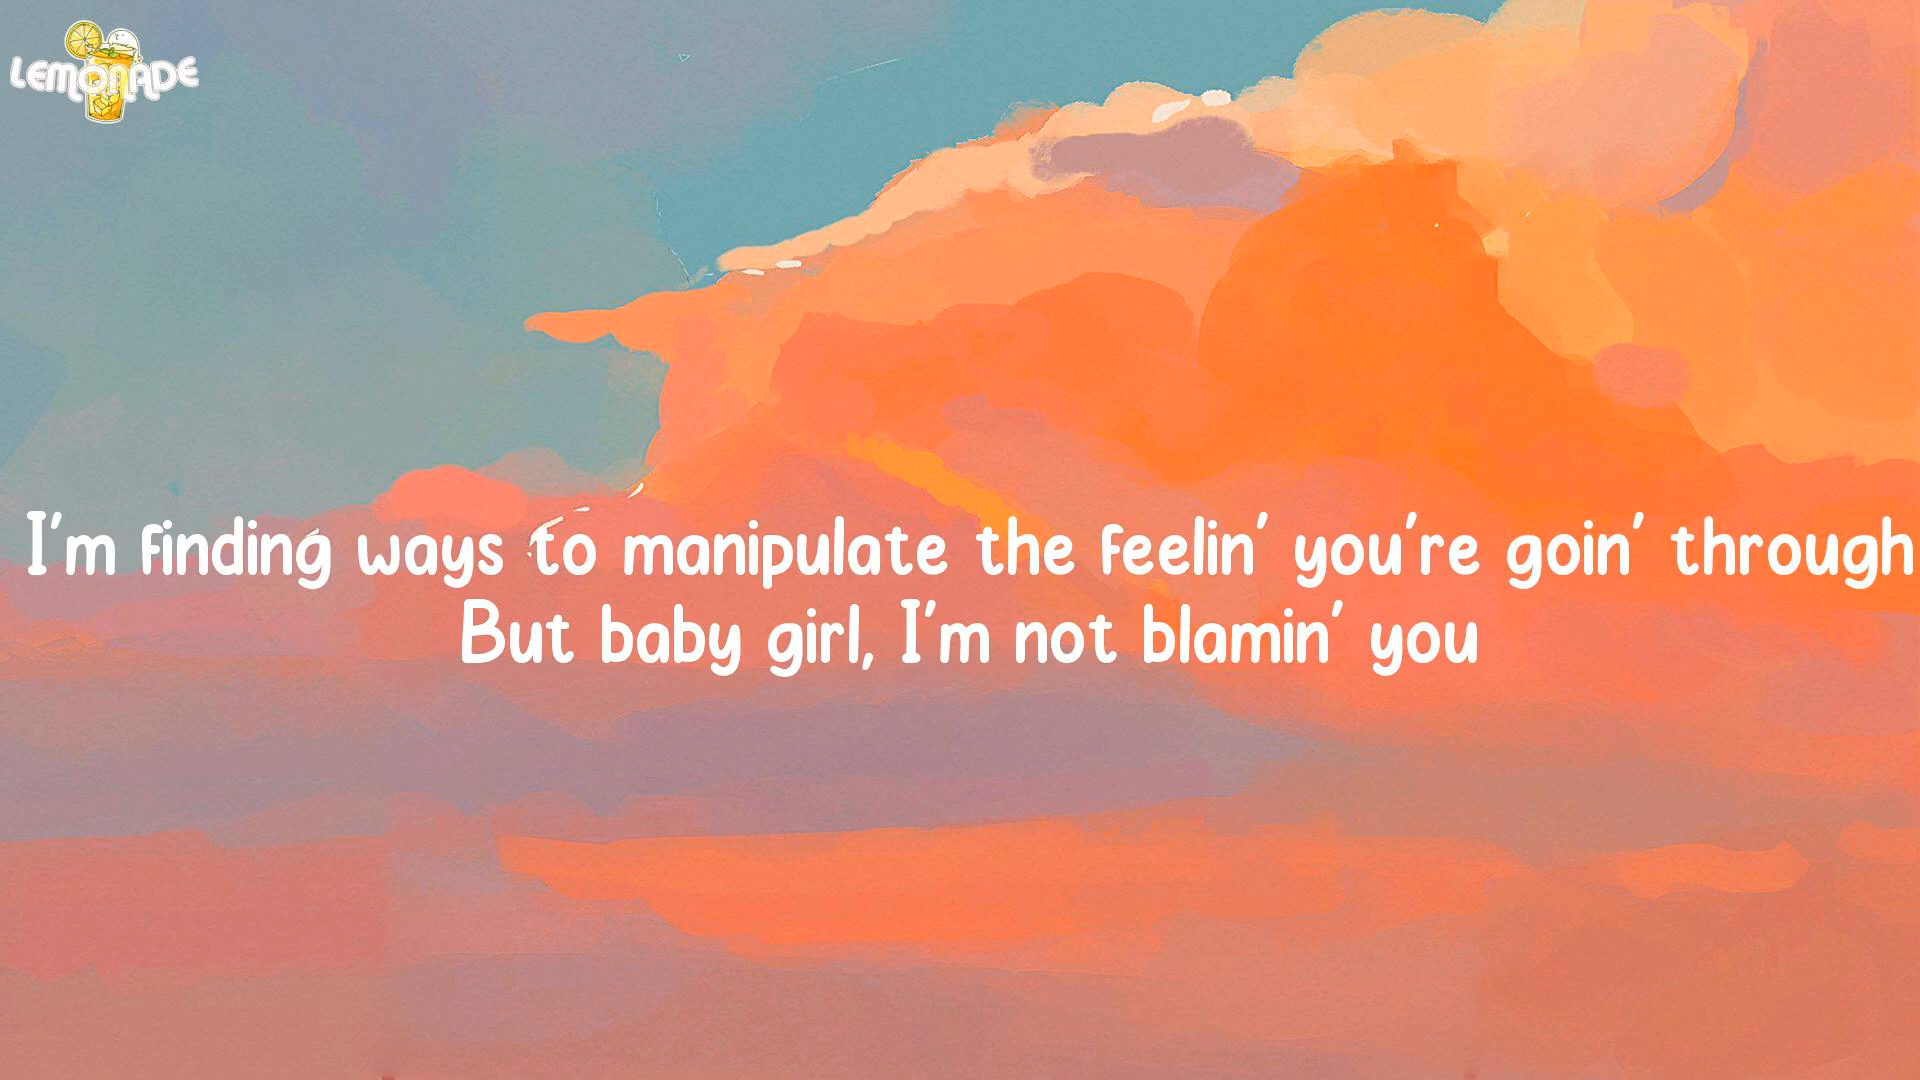 LEMONADE
I'm finding ways to manipulate the feelin' you're goin' through
But baby girl, I'm not blamin' you